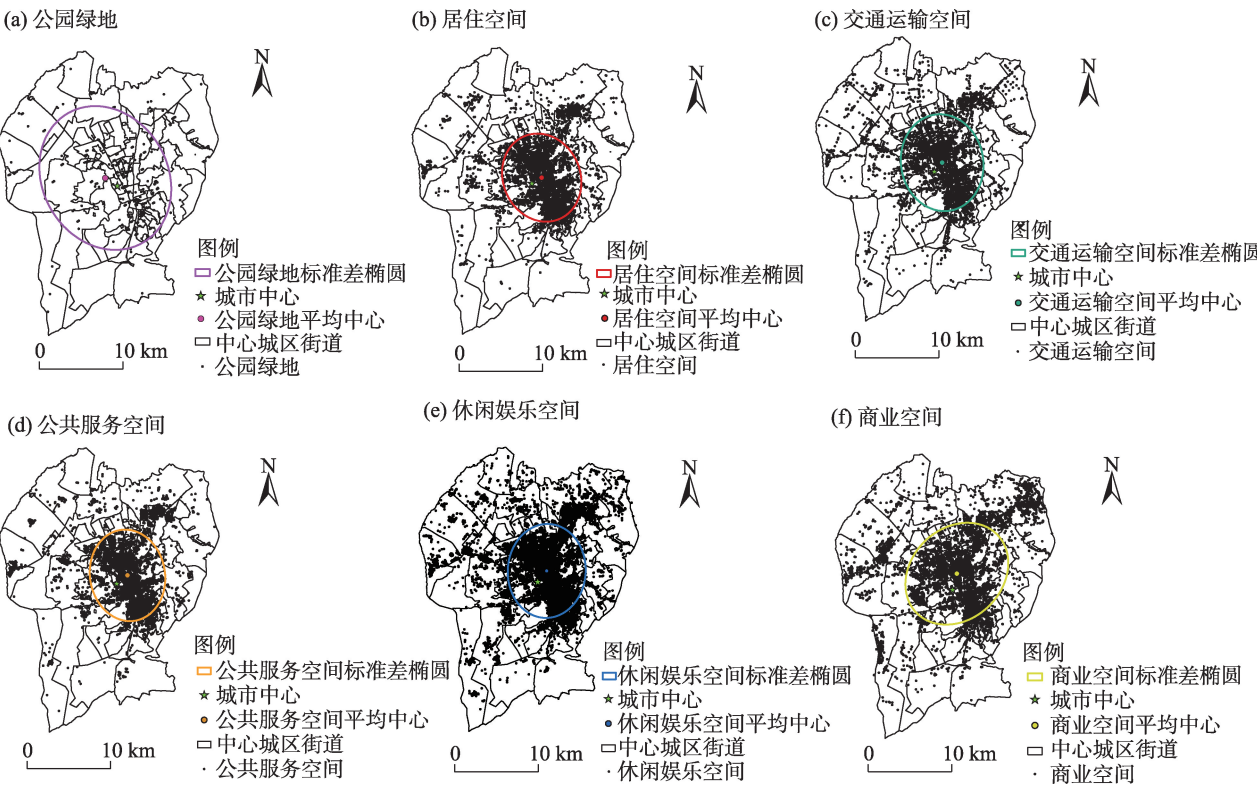 (a) 公园绿地
N
图例
公园绿地标准差椭圆
城市中心
公园绿地平均中心
中心城区街道
公园绿地
0 10 km
(b) 居住空间
N
图例
居住空间标准差椭圆
城市中心
居住空间平均中心
中心城区街道
居住空间
0 10 km
(c) 交通运输空间
N
图例
交通运输空间标准差椭圆
城市中心
交通运输空间平均中心
中心城区街道
交通运输空间
0 10 km
(d) 公共服务空间
N
图例
公共服务空间标准差椭圆
城市中心
公共服务空间平均中心
中心城区街道
公共服务空间
0 10 km
(e) 休闲娱乐空间
N
图例
休闲娱乐空间标准差椭圆
城市中心
休闲娱乐空间平均中心
中心城区街道
休闲娱乐空间
0 10 km
(f) 商业空间
N
图例
商业空间标准差椭圆
城市中心
商业空间平均中心
中心城区街道
商业空间
0 10 km